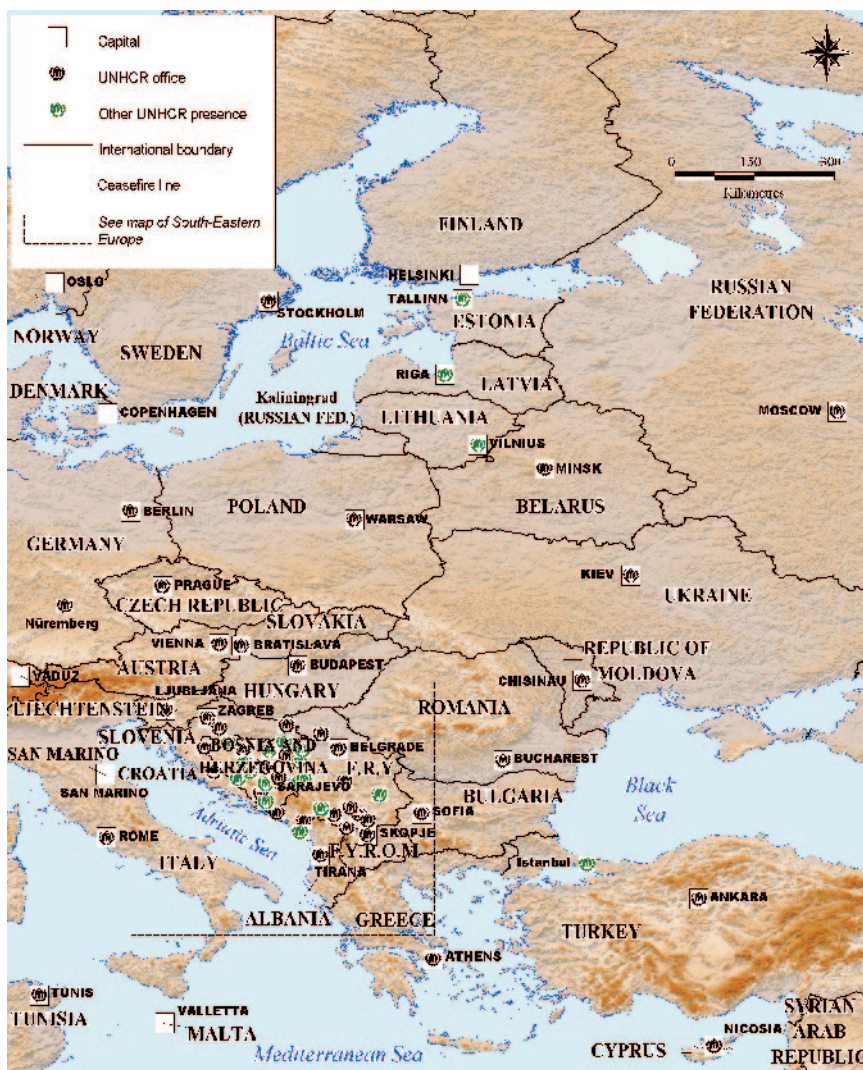 Capital
UNHCR office
Other UNHCR presence
International boundary
Ceasefire line
See map of South-Eastern
Europe
0 150 300
Kilometres
FINLAND
HELSINKI
OSLO
TALLINN
STOCKHOLM
ESTONIA
RUSSIAN
FEDERATION
NORWAY
SWEDEN
Baltic Sea
RIGA
LATVIA
DENMARK
Kaliningrad
(RUSSIAN FED.)
LITHUANIA
COPENHAGEN
MOSCOW
VILNIUS
MINSK
BELARUS
POLAND
BERLIN
WARSAW
GERMANY
KIEV
UKRAINE
PRAGUE
CZECH REPUBLIC
Nüremberg
SLOVAKIA
VIENNA
BRATISLAVA
REPUBLIC OF
MOLDOVA
VADUZ
AUSTRIA
BUDAPEST
CHISINAU
LJUBLJANA
HUNGARY
ROMANIA
LIECHTENSTEIN
ZAGREB
SLOVENIA
BOSNIA AND
HERZEGOVINA
BELGRADE
SAN MARINO
CROATIA
F.R.Y.
BUCHAREST
SAN MARINO
SARAJEVO
BULGARIA
Black
Sea
Adriatic Sea
SOFIA
ROME
SKOPJE
ITALY
F.Y.R.O.M.
TIRANA
Istanbul
ANKARA
ALBANIA
GREECE
TURKEY
ATHENS
TUNIS
TUNISIA
VALLETTA
MALTA
SYRIAN
ARAB
REPUBLIC
NICOSIA
CYPRUS
Mediterranean Sea